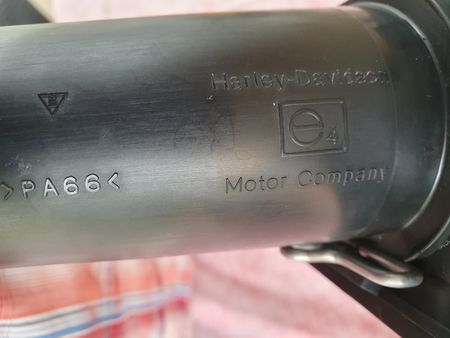 Harley-Davidson
e4
Motor Company
>PA66<